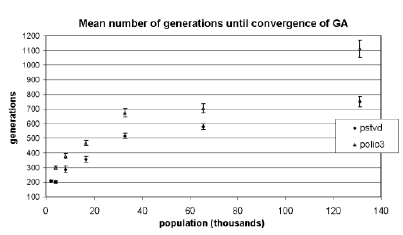 Mean number of generations until convergence of GA
1200
1100
1000
900
800
700
600
500
400
300
200
100
generations
pstvd
polio3
0 20 40 60 80 100 120 140
population (thousands)